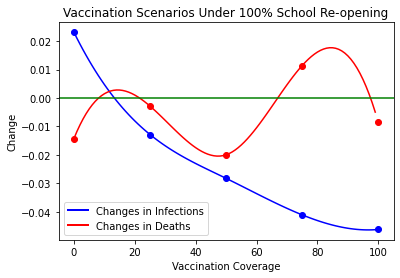 Vaccination Scenarios Under 100% School Re-opening
0.02
0.01
0.00
−0.01
−0.02
−0.03
−0.04
Change
Changes in Infections
Changes in Deaths
0
20
40
60
80
100
Vaccination Coverage